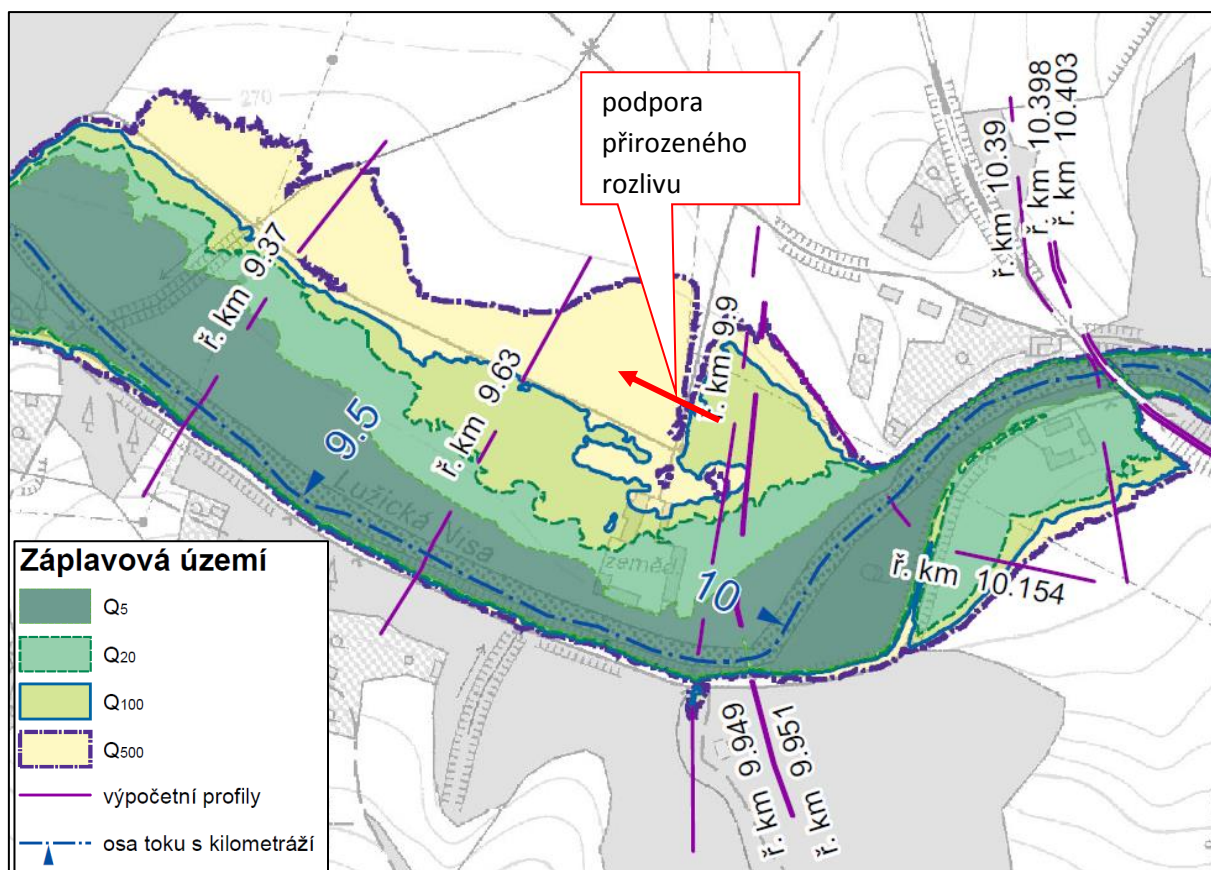 podpora
přirozeného
rozlivu
270
ř. km 10.39
ř. km 10.398
ř. km 10.403
ř. km 9.37
ř. km 9.63
ř. km 9.9
9.5
Lužická Nisa
zeměd.
10
ř. km 10.154
ř. km 9.949
ř. km 9.951
Záplavová území
Q5
Q20
Q100
Q500
výpočetní profily
osa toku s kilometráží